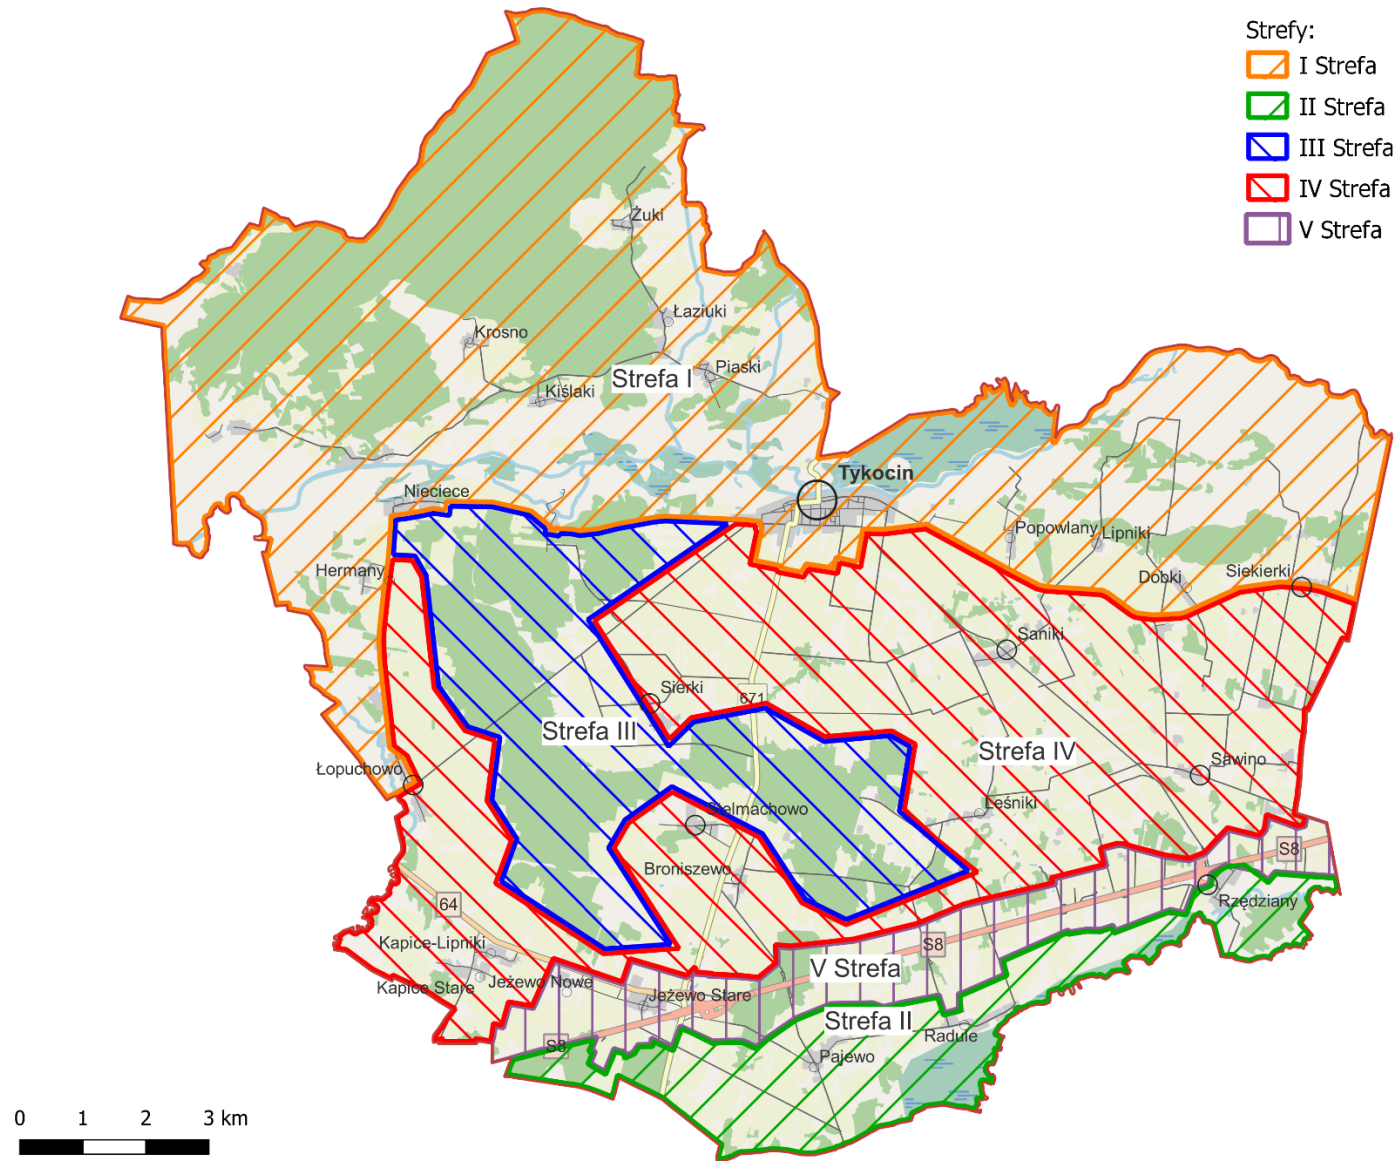 Strefy:
I Strefa
II Strefa
III Strefa
IV Strefa
V Strefa
Żuki
Łaziuki
Krosno
Piaski
Strefa I
Kiślaki
Tykocin
Nieciece
Popowlany
Lipniki
Hermany
Dobki
Siekierki
Saniki
Sierki
671
Strefa III
Strefa IV
Łopuchowo
Sawino
Stelmachowo
Leśniki
Broniszewo
S8
64
Rzędziany
Kapice-Lipniki
S8
V Strefa
Kapice Stare
Jeżewo Nowe
Jeżewo Stare
Strefa II
Radule
S8
Pajewo
0 1 2 3 km